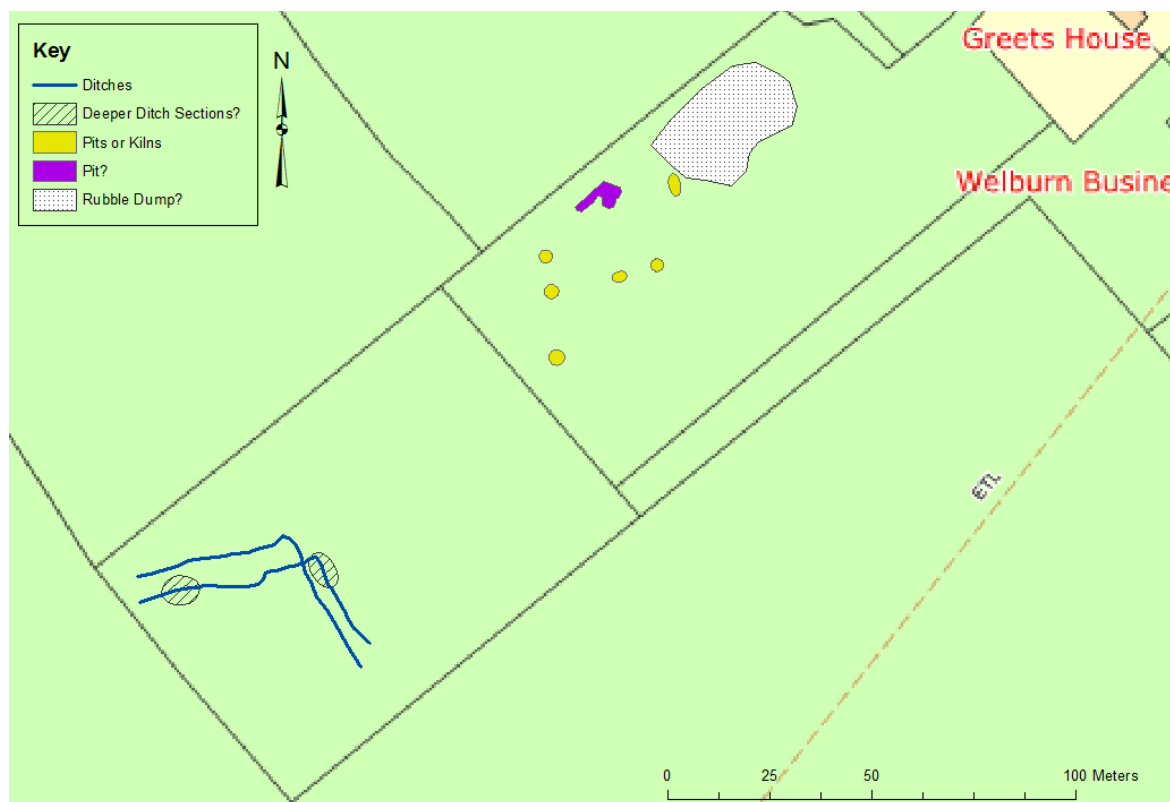 Key
Ditches
Deeper Ditch Sections?
Pits or Kilns
Pit?
Rubble Dump?
N
Greets House
Welburn Busine
0 25 50 100 Meters